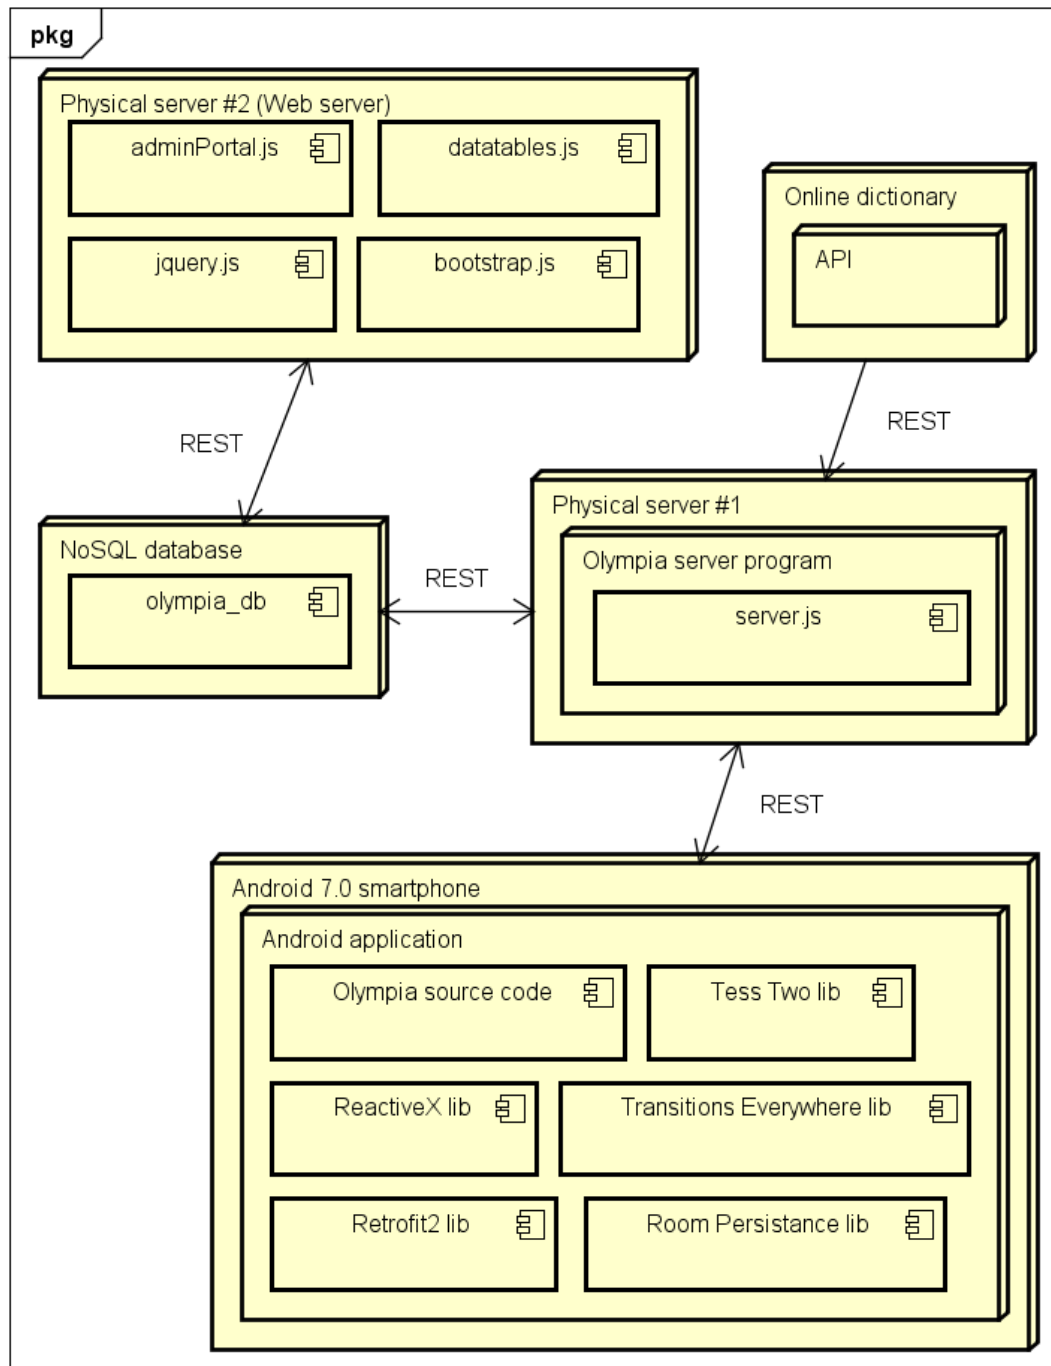 pkg
Physical server #2 (Web server)
adminPortal.js
datatables.js
jquery.js
bootstrap.js
Online dictionary
API
REST
REST
NoSQL database
olympia_db
REST
Physical server #1
Olympia server program
server.js
REST
Android 7.0 smartphone
Android application
Olympia source code
Tess Two lib
ReactiveX lib
Transitions Everywhere lib
Retrofit2 lib
Room Persistance lib